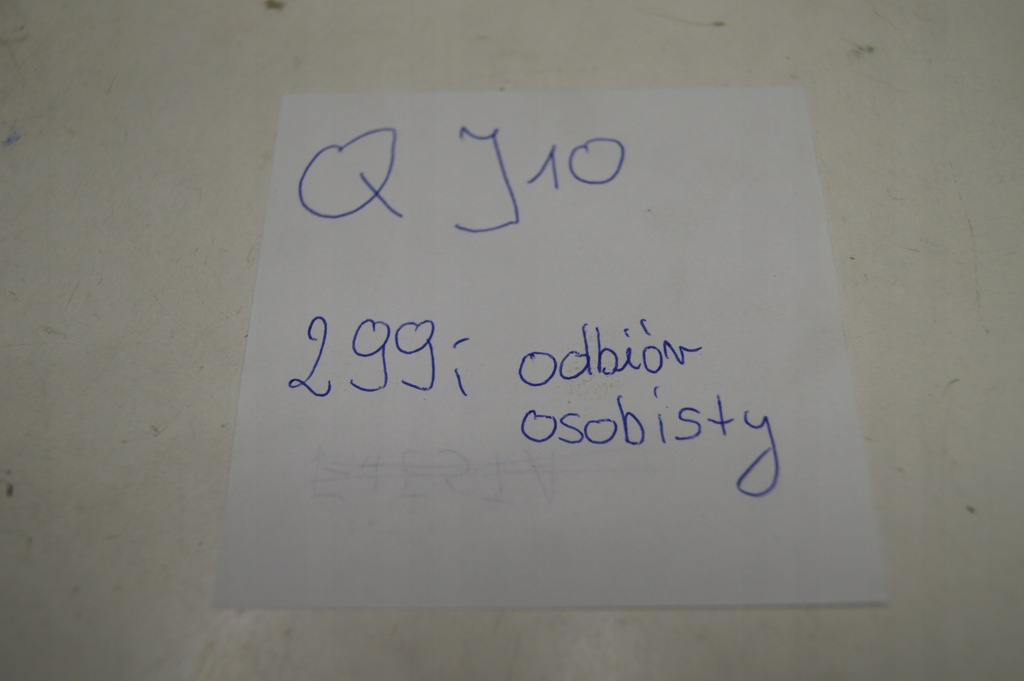 Q J10
299,- odbiór
osobisty